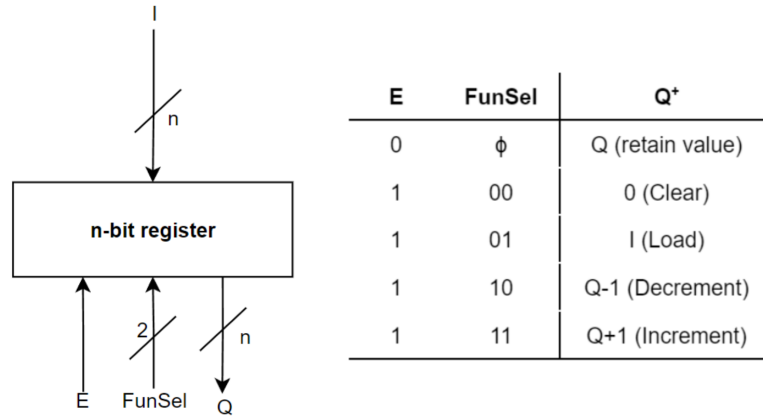 I
n
n-bit register
2
n
E
FunSel
Q
E FunSel Q⁺
0 ϕ Q (retain value)
1 00 0 (Clear)
1 01 I (Load)
1 10 Q-1 (Decrement)
1 11 Q+1 (Increment)